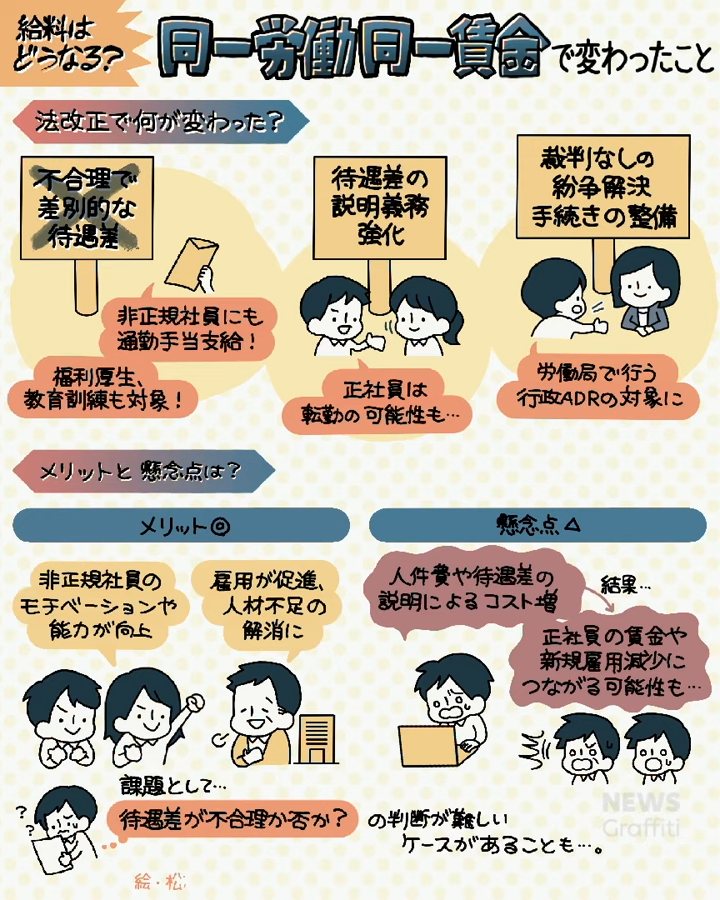 給料は
どうなる?
同一労働同一賃金で変わったこと
法改正で何が変わった?
不合理で
差別的な
待遇差
非正規社員にも
通勤手当支給!
福利厚生、
教育訓練も対象!
待遇差の
説明義務
強化
正社員は
転勤の可能性も…
裁判なしの
紛争解決
手続きの整備
労働局で行う
行政ADRの対象に
メリットと懸念点は?
メリット◎
非正規社員の
モチベーションや
能力が向上
雇用が促進、
人材不足の
解消に
懸念点△
人件費や待遇差の
説明によるコスト増
結果…
正社員の賃金や
新規雇用減少に
つながる可能性も…
課題として…
? ?
待遇差が不合理か否か?の判断が難しい
ケースがあることも…。
NEWS
Graffiti
絵・松